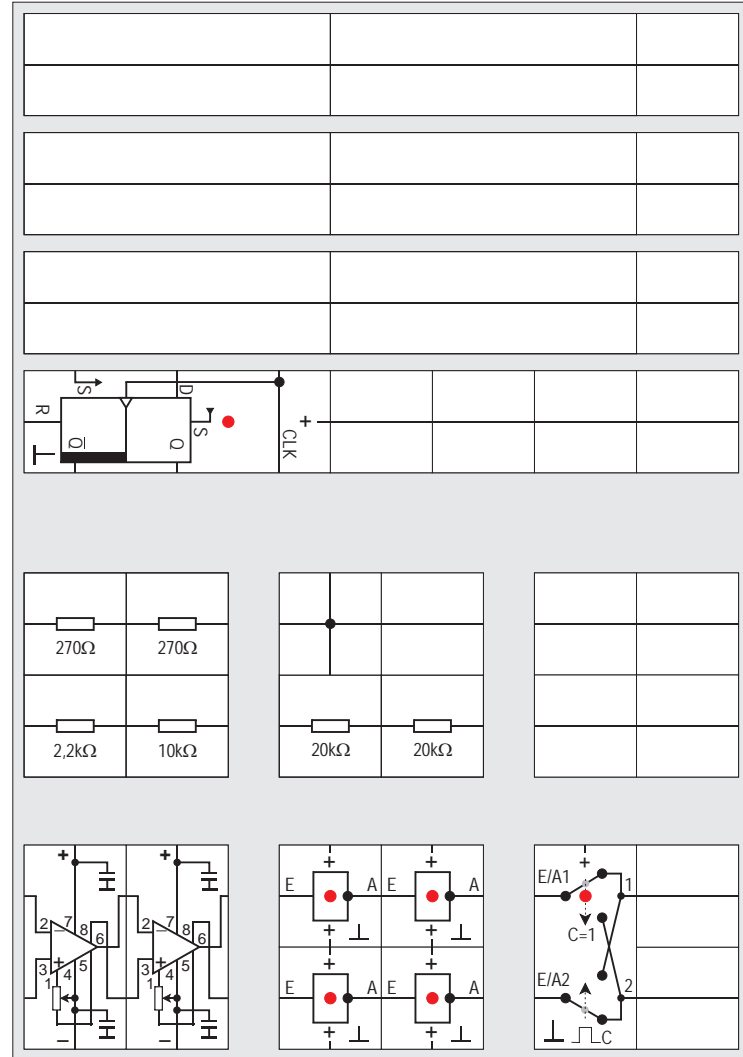 S D
R S CLK +
Q Q
270Ω 270Ω
2,2kΩ 10kΩ 20kΩ 20kΩ
+ + + + +
E/A1 1
E A E A
2 7 8 6 2 7 8 6
C=1
3 4 5 3 4 5
+ + + +
1 1
E A E A
E/A2 2
− − + +
C